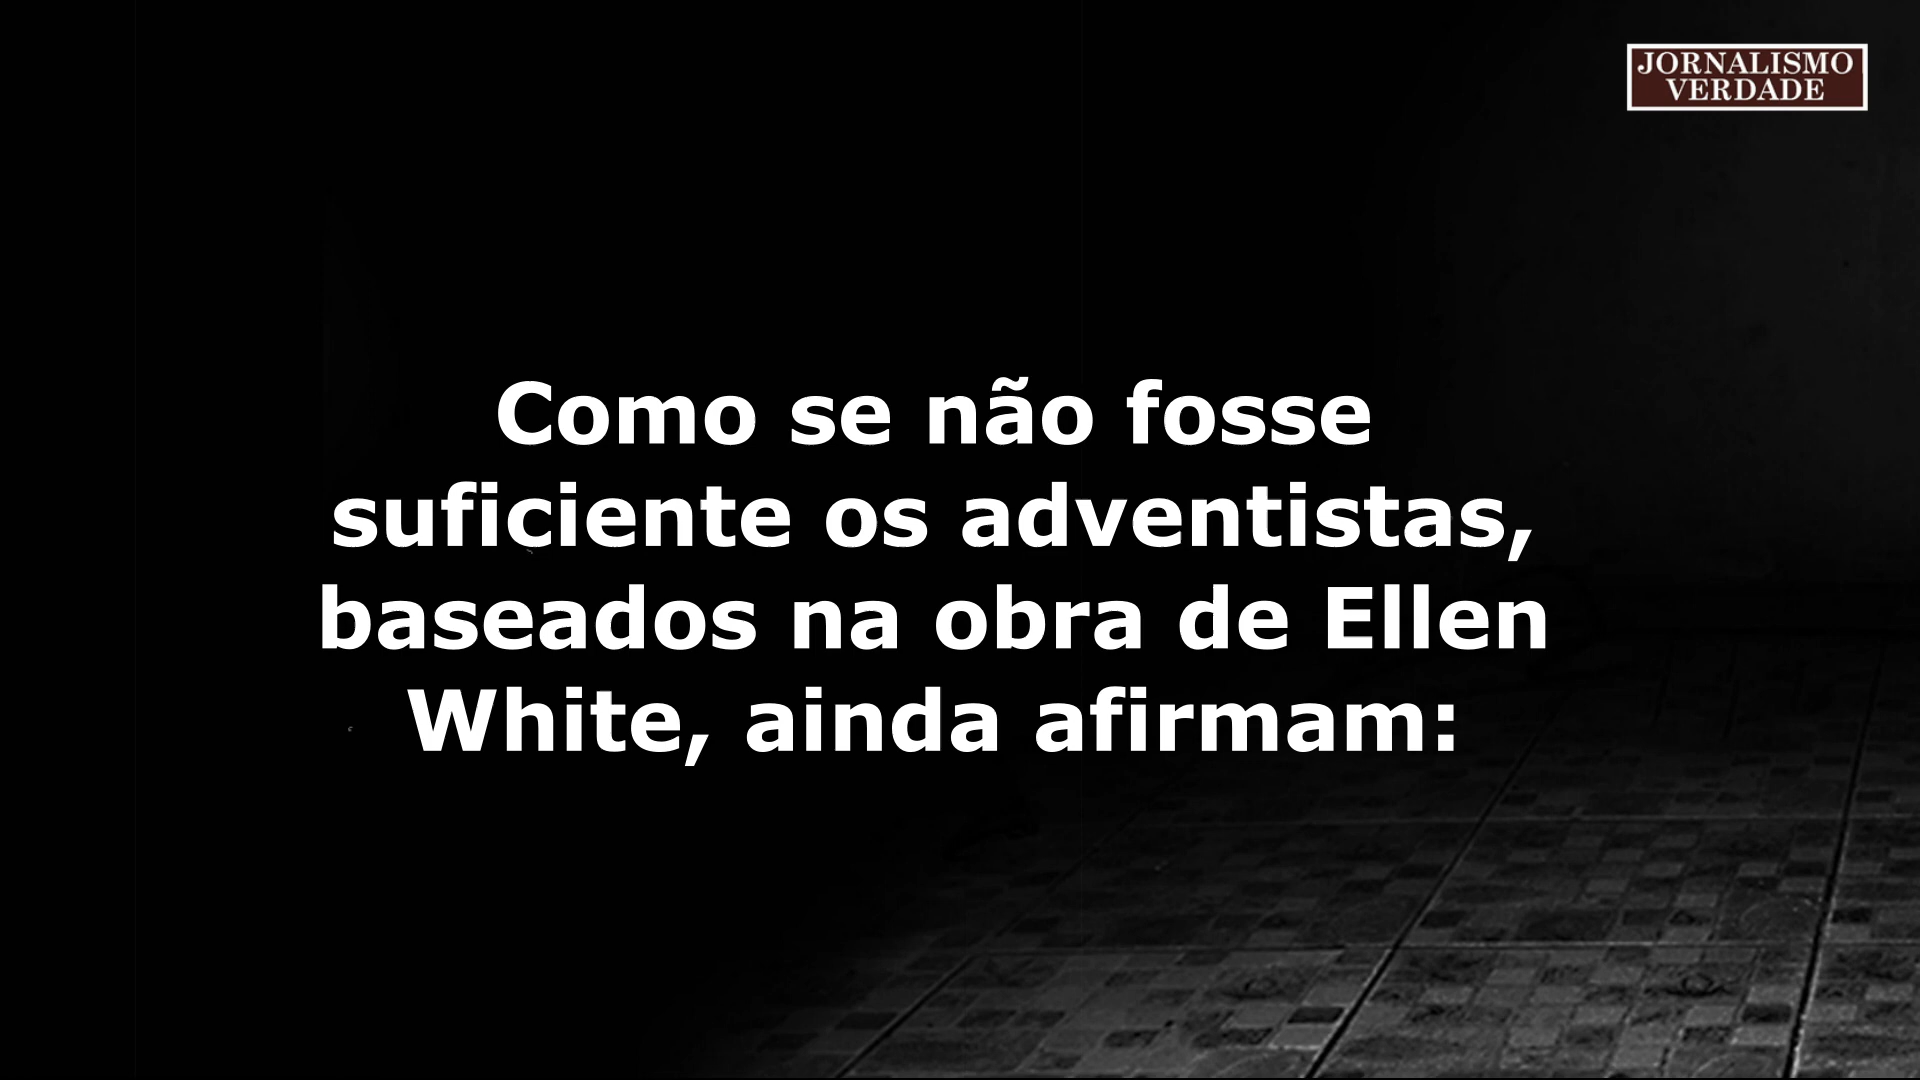 JORNALISMO
VERDADE
Como se não fosse
suficiente os adventistas,
baseados na obra de Ellen
White, ainda afirmam: